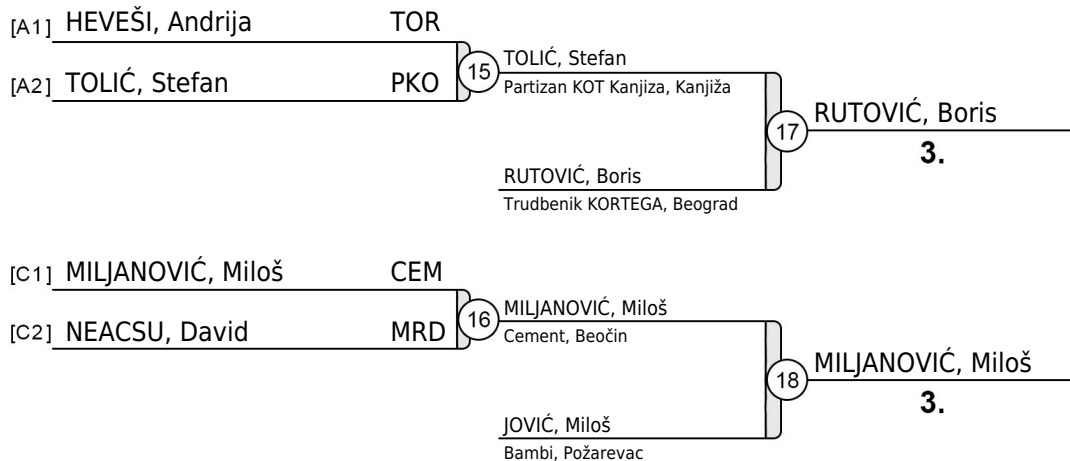 [A1] HEVEŠI, Andrija TOR
[A2] TOLIĆ, Stefan PKO
15
TOLIĆ, Stefan
Partizan KOT Kanjiza, Kanjiža
17
RUTOVIĆ, Boris
3.
RUTOVIĆ, Boris
Trudbenik KORTEGA, Beograd
[C1] MILJANOVIĆ, Miloš CEM
[C2] NEACSU, David MRD
16
MILJANOVIĆ, Miloš
Cement, Beočin
18
MILJANOVIĆ, Miloš
3.
JOVIĆ, Miloš
Bambi, Požarevac